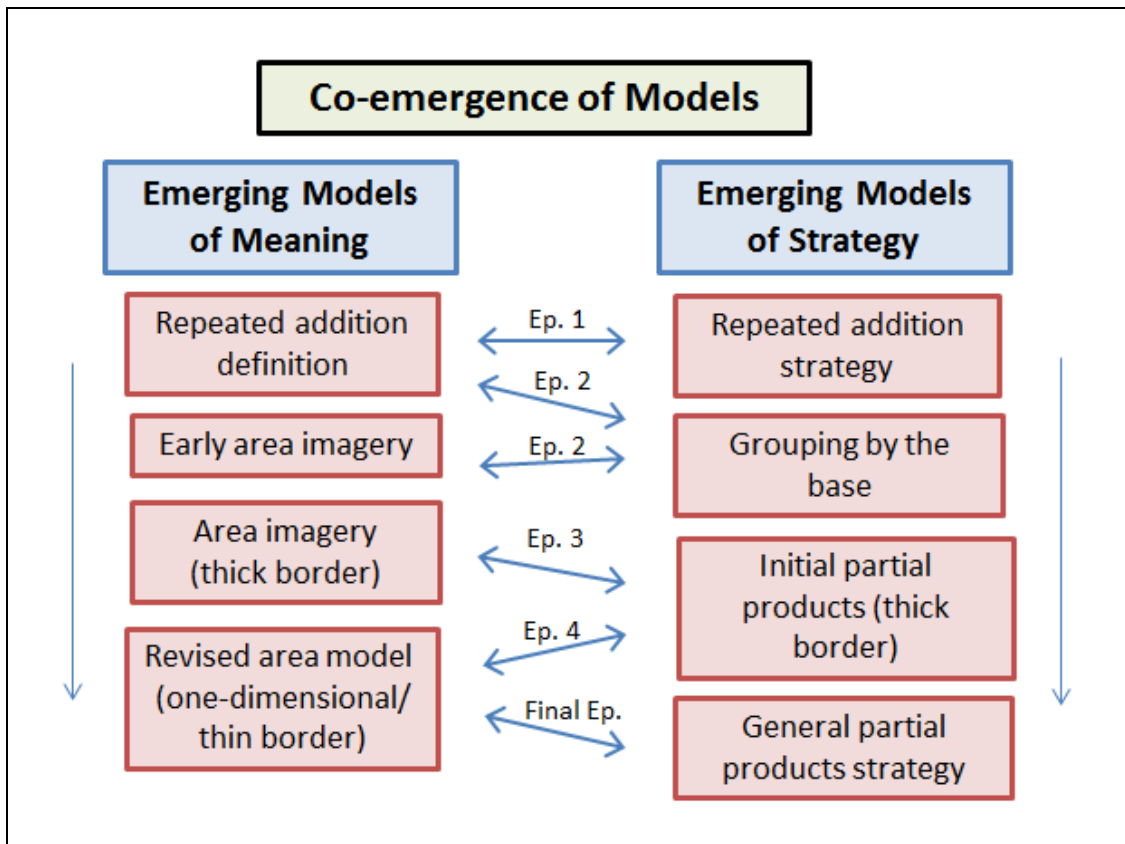 Co-emergence of Models
Emerging Models
of Meaning
Emerging Models
of Strategy
Repeated addition
definition
Ep. 1
Repeated addition
strategy
Ep. 2
Early area imagery
Ep. 2
Grouping by the
base
Area imagery
(thick border)
Ep. 3
Initial partial
products (thick
border)
Ep. 4
Revised area model
(one-dimensional/
thin border)
Final Ep.
General partial
products strategy